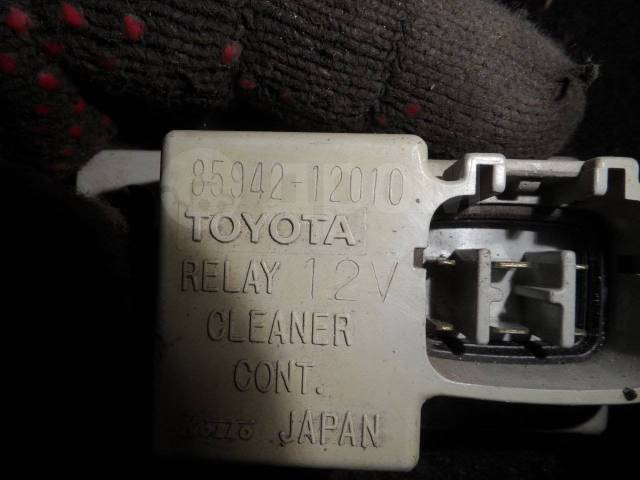 85942-12010
TOYOTA
RELAY 12V
CLEANER
CONT.
JAPAN